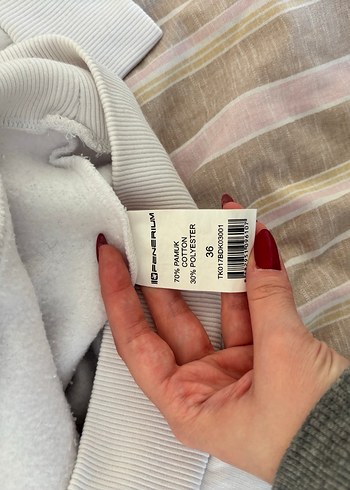 FENERIUM
70% PAMUK
COTTON
30% POLYESTER
36
TK017BDK03001